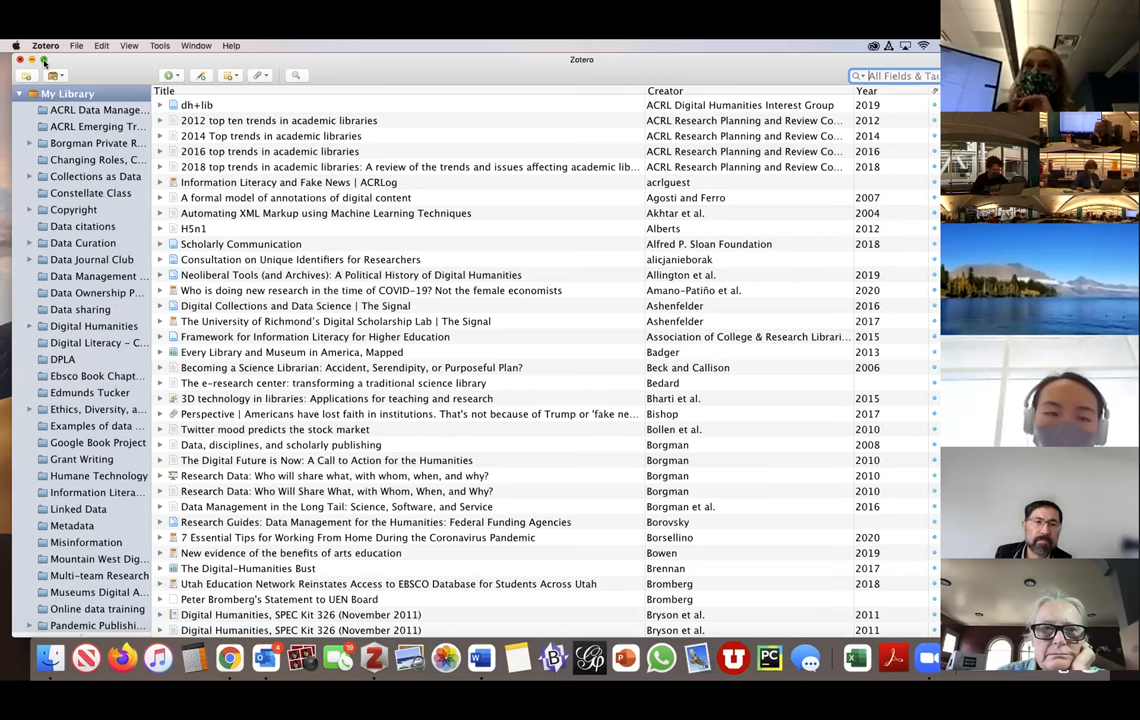 Zotero File Edit View Tools Window Help
Zotero
All Fields & Tag
Title Creator Year
My Library
ACRL Data Manage...
ACRL Emerging Tr...
Borgman Private R...
Changing Roles, C...
Collections as Data
Constellate Class
Copyright
Data citations
Data Curation
Data Journal Club
Data Management ...
Data Ownership P...
Data sharing
Digital Humanities
Digital Literacy - C...
DPLA
Ebsco Book Chapt...
Edmunds Tucker
Ethics, Diversity, a...
Examples of data ...
Google Book Project
Grant Writing
Humane Technology
Information Litera...
Linked Data
Metadata
Misinformation
Mountain West Dig...
Multi-team Research
Museums Digital A...
Online data training
Pandemic Publishi...
dh+lib ACRL Digital Humanities Interest Group 2019
2012 top ten trends in academic libraries ACRL Research Planning and Review Co... 2012
2014 Top trends in academic libraries ACRL Research Planning and Review Co... 2014
2016 top trends in academic libraries ACRL Research Planning and Review Co... 2016
2018 top trends in academic libraries: A review of the trends and issues affecting academic lib... ACRL Research Planning and Review Co... 2018
Information Literacy and Fake News | ACRLog acrlguest
A formal model of annotations of digital content Agosti and Ferro 2007
Automating XML Markup using Machine Learning Techniques Akhtar et al. 2004
H5n1 Alberts 2012
Scholarly Communication Alfred P. Sloan Foundation 2018
Consultation on Unique Identifiers for Researchers alicjanieborak
Neoliberal Tools (and Archives): A Political History of Digital Humanities Allington et al. 2019
Who is doing new research in the time of COVID-19? Not the female economists Amano-Patiño et al. 2020
Digital Collections and Data Science | The Signal Ashenfelder 2016
The University of Richmond's Digital Scholarship Lab | The Signal Ashenfelder 2017
Framework for Information Literacy for Higher Education Association of College & Research Librari... 2015
Every Library and Museum in America, Mapped Badger 2013
Becoming a Science Librarian: Accident, Serendipity, or Purposeful Plan? Beck and Callison 2006
The e-research center: transforming a traditional science library Bedard
3D technology in libraries: Applications for teaching and research Bharti et al. 2015
Perspective | Americans have lost faith in institutions. That's not because of Trump or 'fake ne... Bishop 2017
Twitter mood predicts the stock market Bollen et al. 2010
Data, disciplines, and scholarly publishing Borgman 2008
The Digital Future is Now: A Call to Action for the Humanities Borgman 2010
Research Data: Who will share what, with whom, when, and why? Borgman 2010
Research Data: Who Will Share What, with Whom, When, and Why? Borgman 2010
Data Management in the Long Tail: Science, Software, and Service Borgman et al. 2016
Research Guides: Data Management for the Humanities: Federal Funding Agencies Borovsky
7 Essential Tips for Working From Home During the Coronavirus Pandemic Borsellino 2020
New evidence of the benefits of arts education Bowen 2019
The Digital-Humanities Bust Brennan 2017
Utah Education Network Reinstates Access to EBSCO Database for Students Across Utah Bromberg 2018
Peter Bromberg's Statement to UEN Board Bromberg
Digital Humanities, SPEC Kit 326 (November 2011) Bryson et al. 2011
Digital Humanities, SPEC Kit 326 (November 2011) Bryson et al. 2011